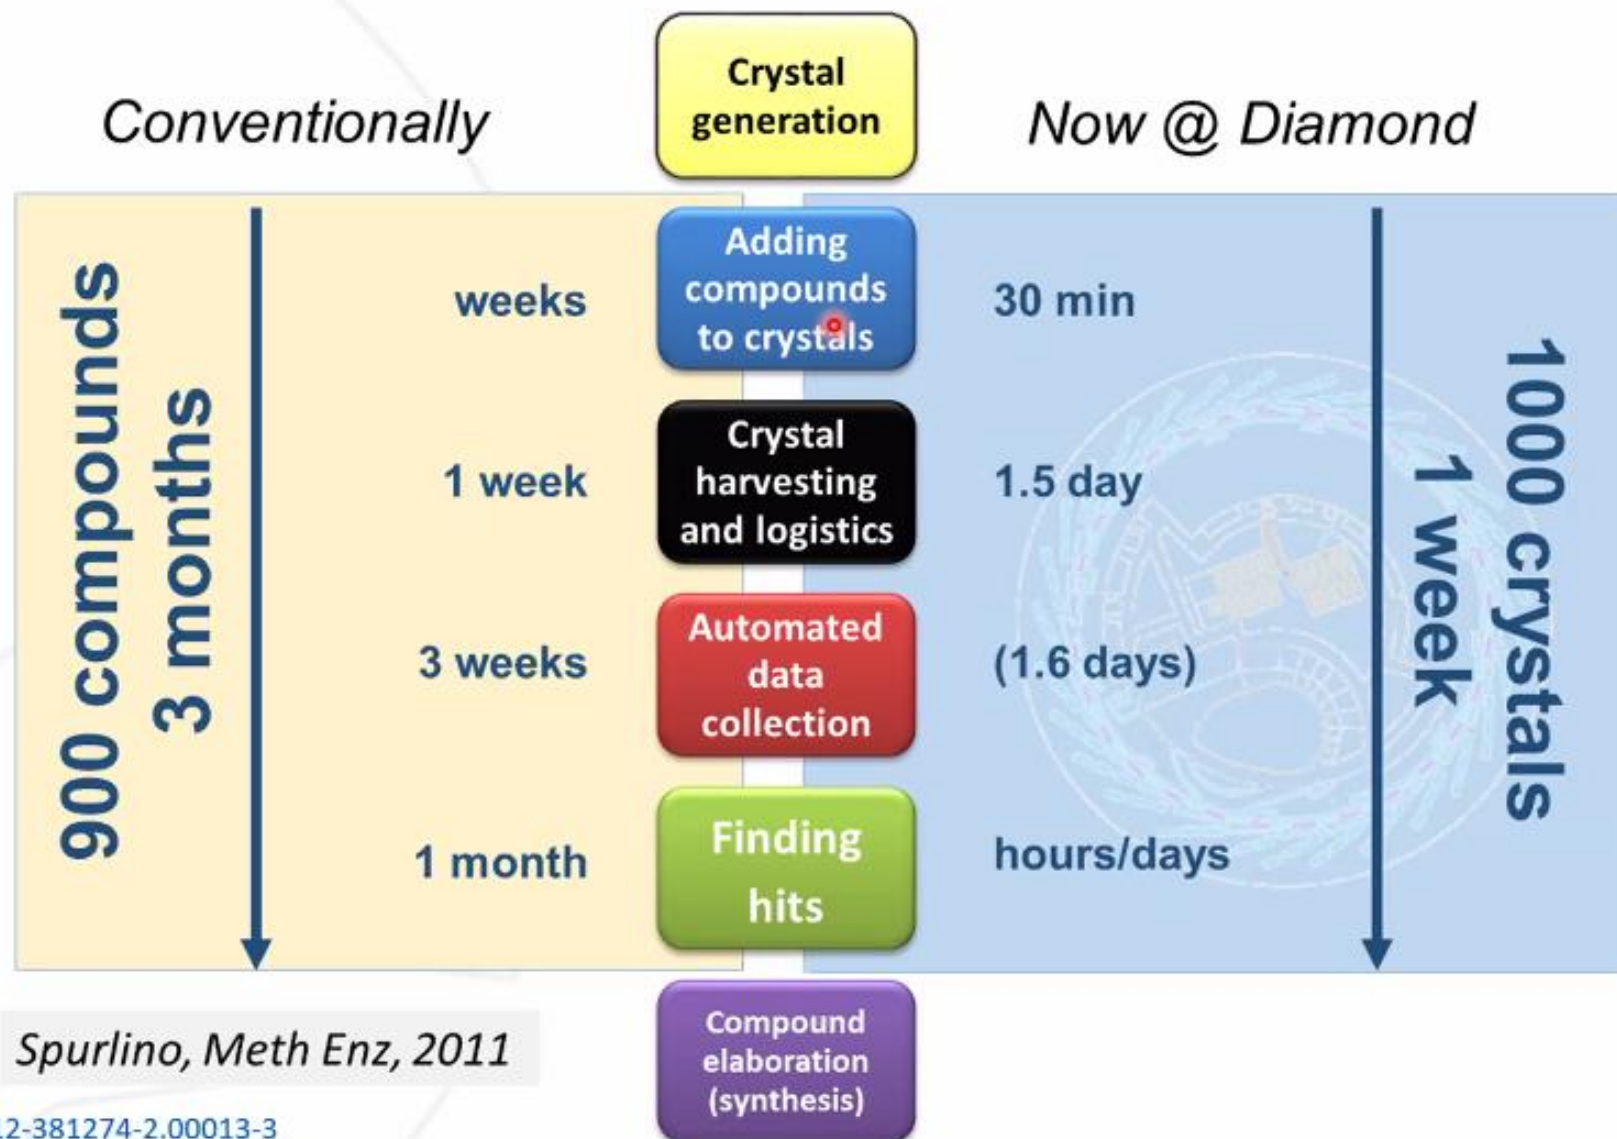 Crystal
generation
Conventionally
Now @ Diamond
900 compounds
3 months
weeks
Adding
compounds
to crystals
30 min
1 week
Crystal
harvesting
and logistics
1.5 day
3 weeks
Automated
data
collection
(1.6 days)
1 month
Finding
hits
hours/days
1000 crystals
1 week
Compound
elaboration
(synthesis)
Spurlino, Meth Enz, 2011
12-381274-2.00013-3